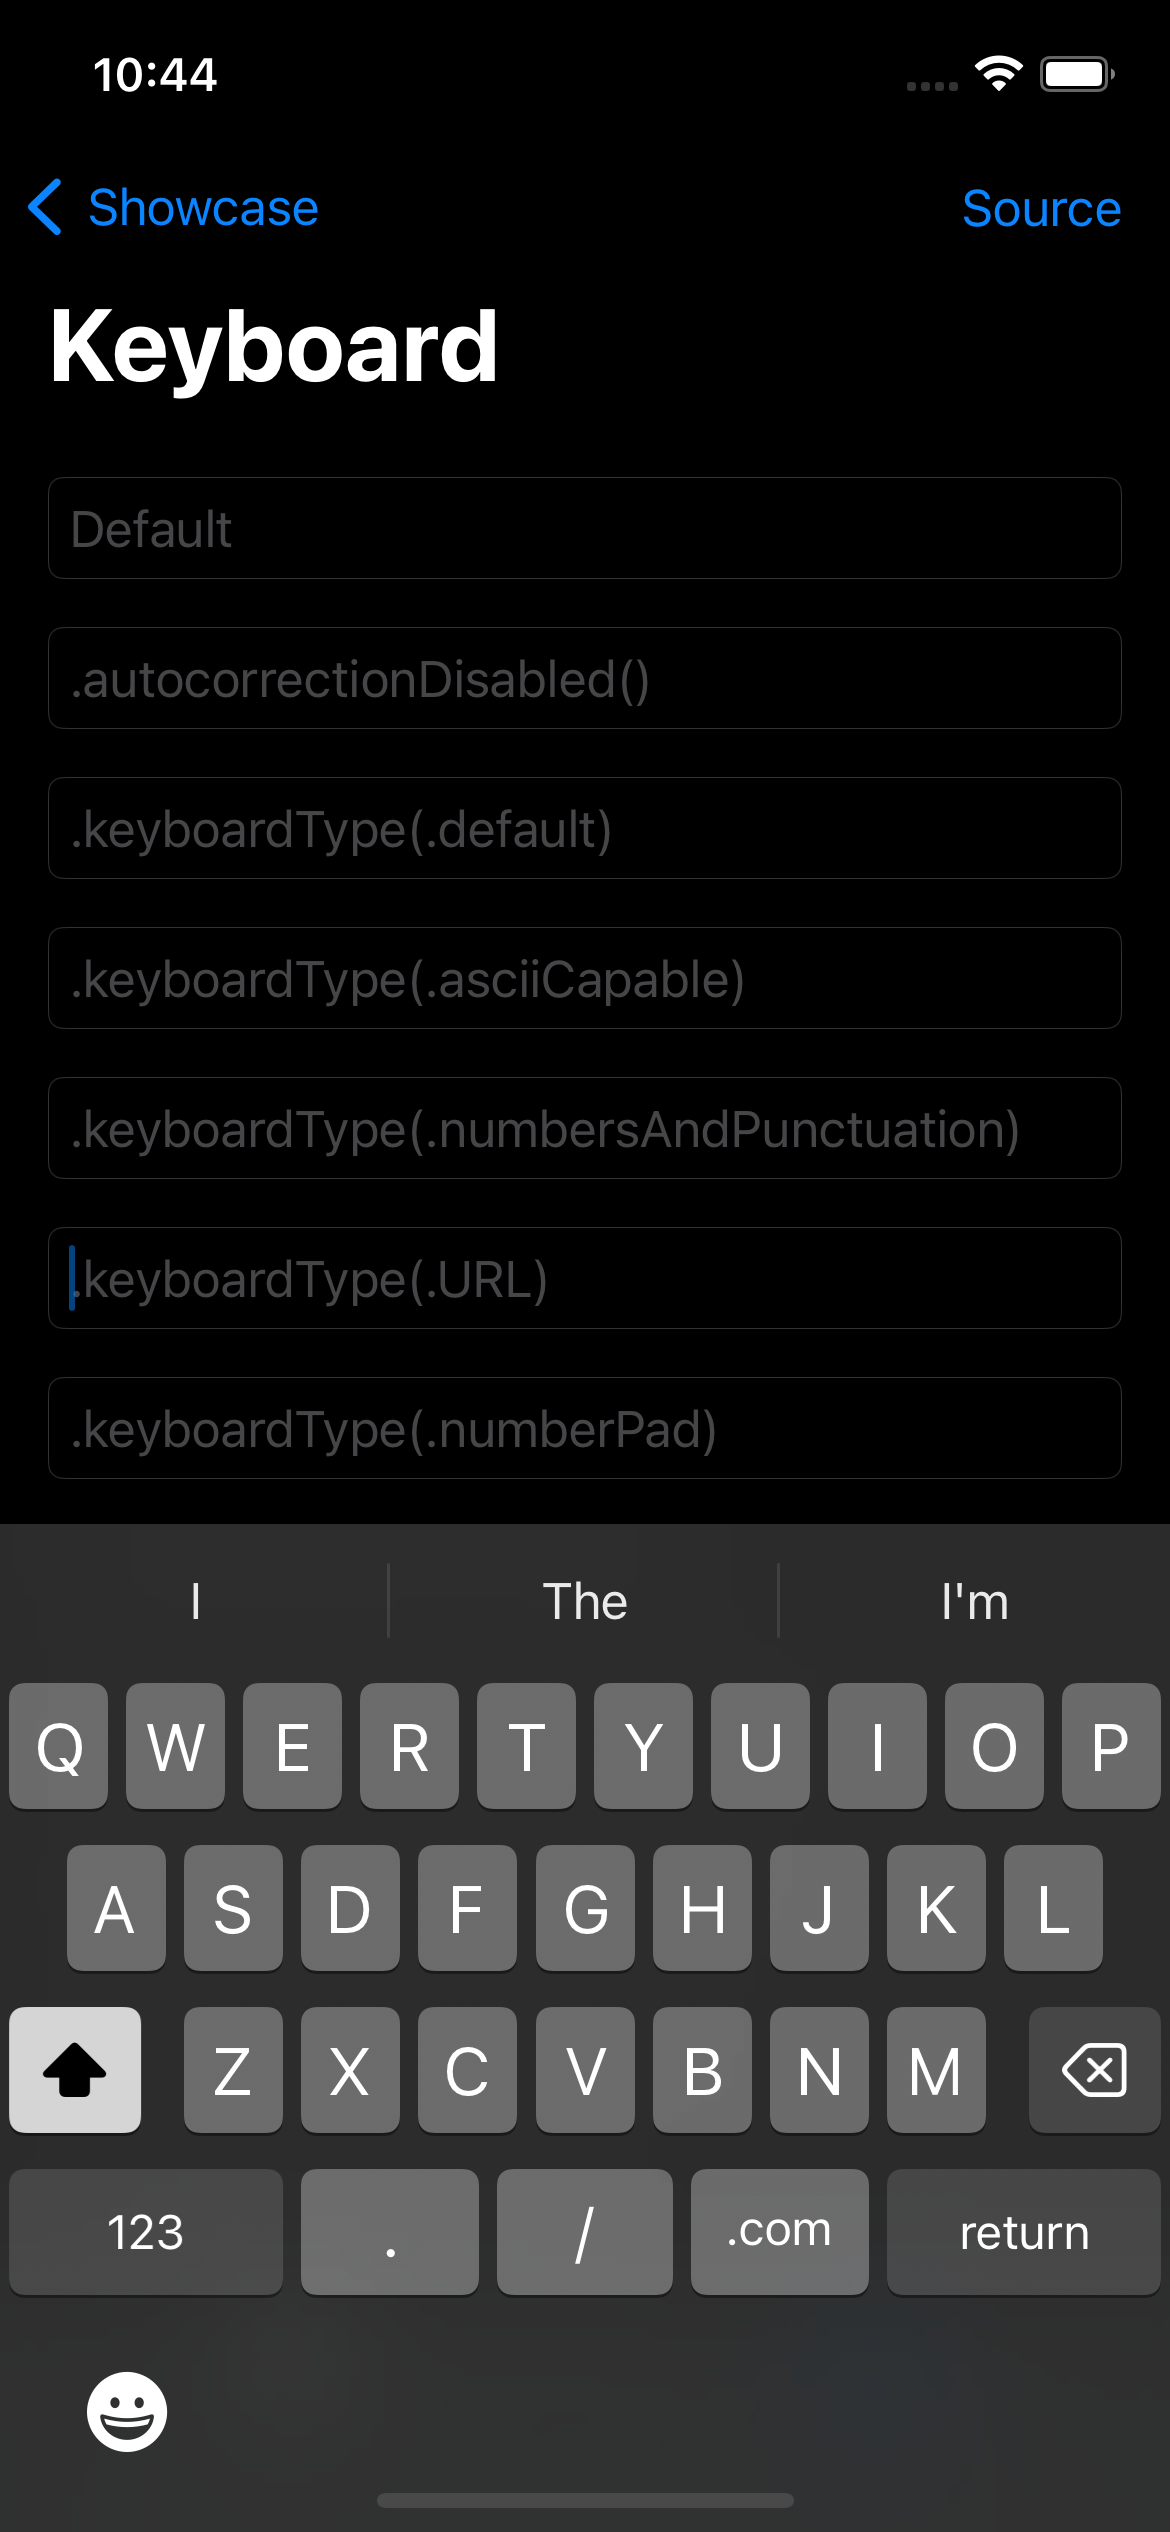 10:44
Showcase Source
Keyboard
Default
.autocorrectionDisabled()
.keyboardType(.default)
.keyboardType(.asciiCapable)
.keyboardType(.numbersAndPunctuation)
.keyboardType(.URL)
.keyboardType(.numberPad)
I The I'm
Q W E R T Y U I O P
A S D F G H J K L
Z X C V B N M
123 . / .com return